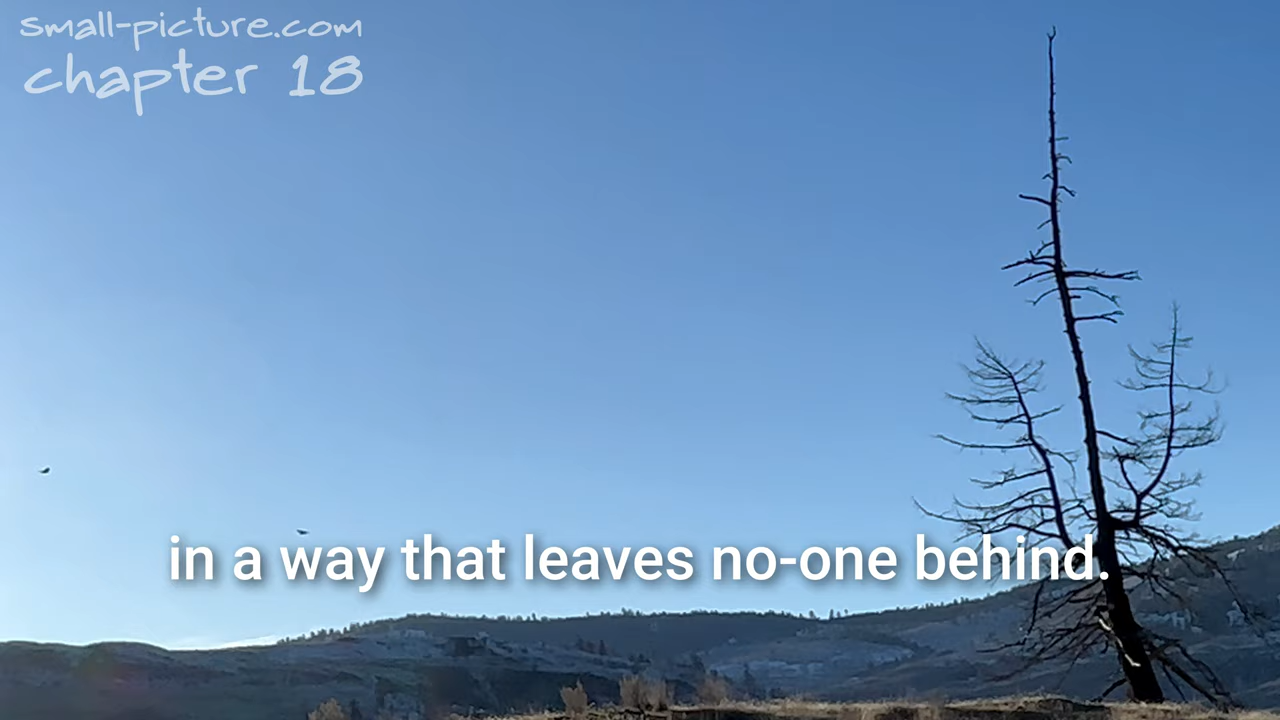 small-picture.com
chapter 18
in a way that leaves no-one behind.